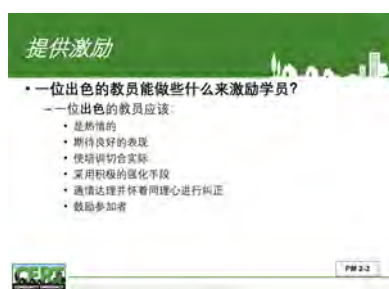 提供激励
• 一位出色的教员能做些什么来激励学员?
–一位出色的教员应该:
• 是热情的
• 期待良好的表现
• 使培训切合实际
• 采用积极的强化手段
• 通情达理并怀着同理心进行纠正
• 鼓励参加者
CERT
PM 2-2